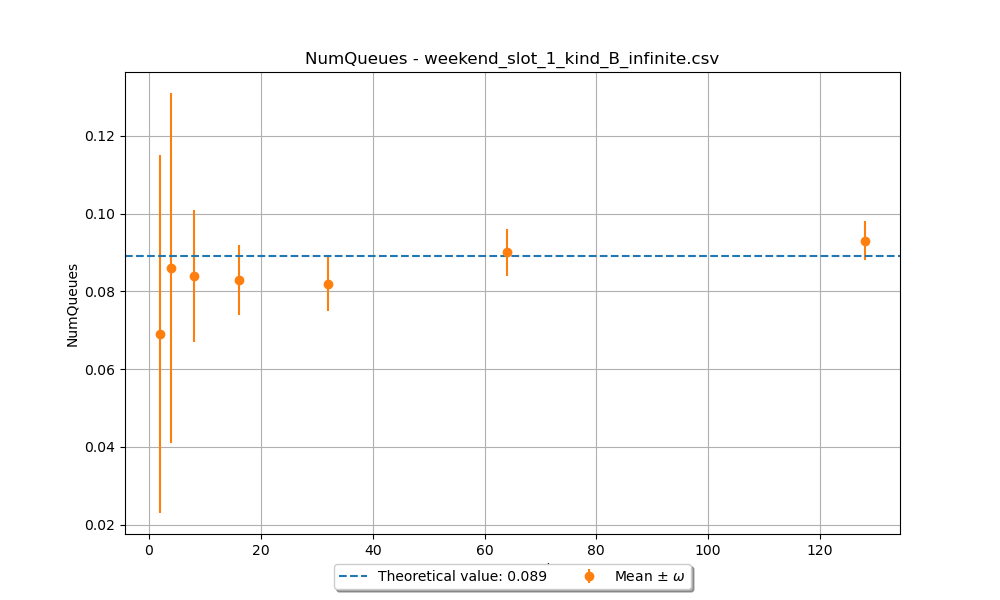 NumQueues - weekend_slot_1_kind_B_infinite.csv
NumQueues
0.12
0.10
0.08
0.06
0.04
0.02
0 20 40 60 80 100 120
Theoretical value: 0.089 Mean ± ω